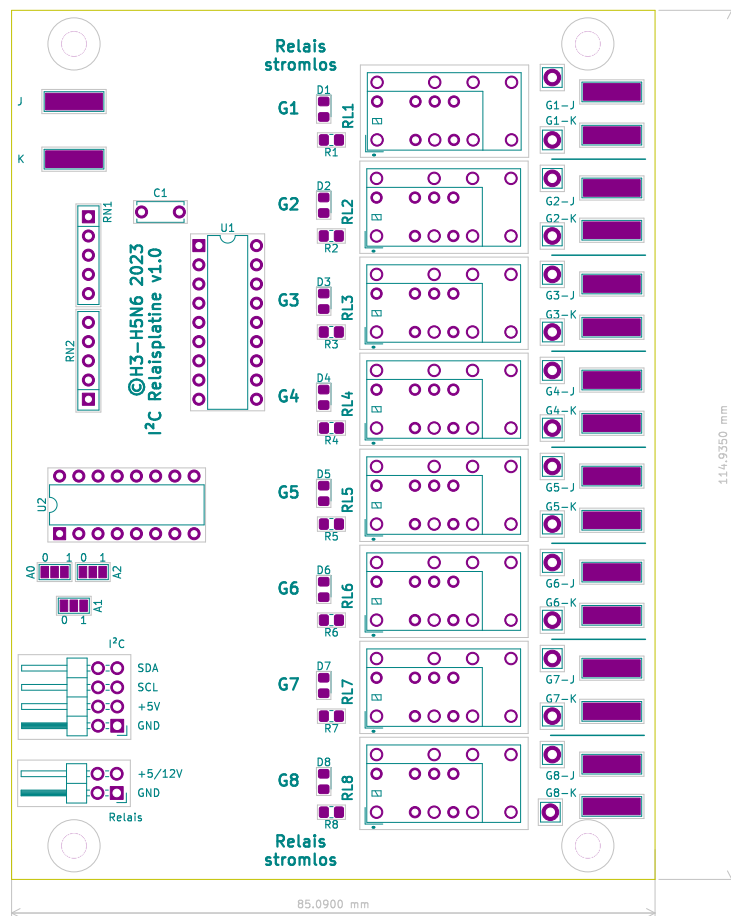 Relais
stromlos
J
K
RN1
C1
U1
RN2
©H3-H5N6 2023
I²C Relaisplatine v1.0
G1
D1
RL1
R1
G1-J
G1-K
G2
D2
RL2
R2
G2-J
G2-K
G3
D3
RL3
R3
G3-J
G3-K
G4
D4
RL4
R4
G4-J
G4-K
G5
D5
RL5
R5
G5-J
G5-K
G6
D6
RL6
R6
G6-J
G6-K
G7
D7
RL7
R7
G7-J
G7-K
G8
D8
RL8
R8
G8-J
G8-K
U2
A0
0 1
0 1
A2
A1
0 1
I²C
SDA
SCL
+5V
GND
+5/12V
GND
Relais
Relais
stromlos
114.9350 mm
85.0900 mm